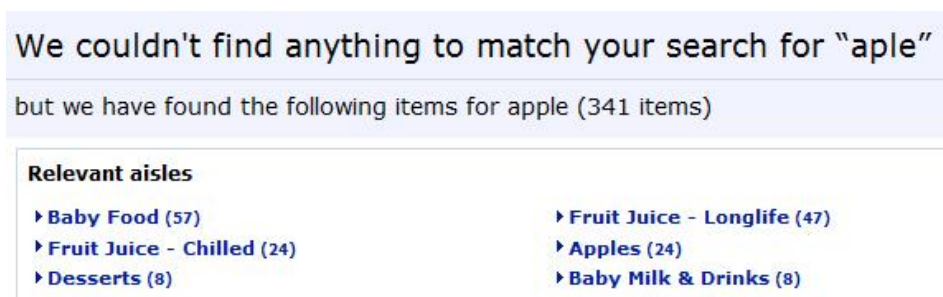 We couldn't find anything to match your search for “aple”
but we have found the following items for apple (341 items)
Relevant aisles
Baby Food (57)
Fruit Juice - Longlife (47)
Fruit Juice - Chilled (24)
Apples (24)
Desserts (8)
Baby Milk & Drinks (8)